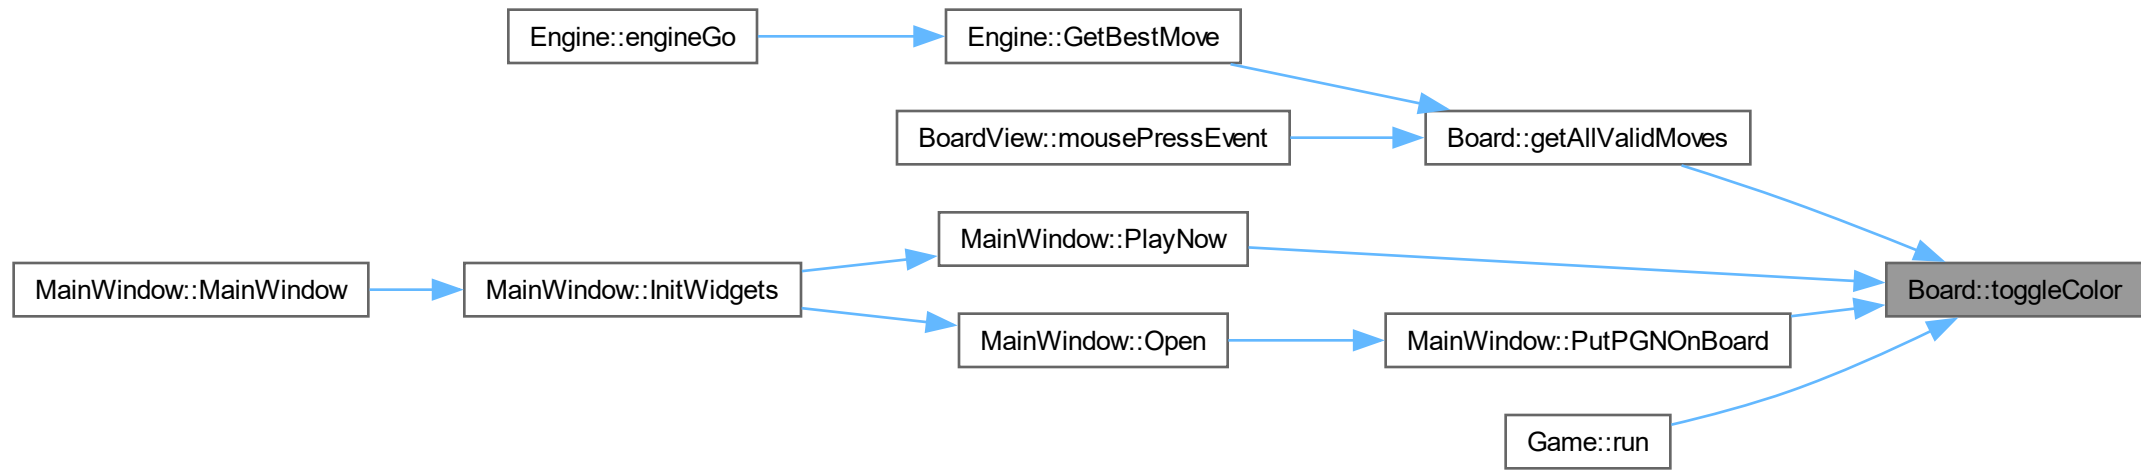 Engine::engineGo
Engine::GetBestMove
BoardView::mousePressEvent
Board::getAllValidMoves
MainWindow::PlayNow
MainWindow::MainWindow
MainWindow::InitWidgets
Board::toggleColor
MainWindow::Open
MainWindow::PutPGNOnBoard
Game::run